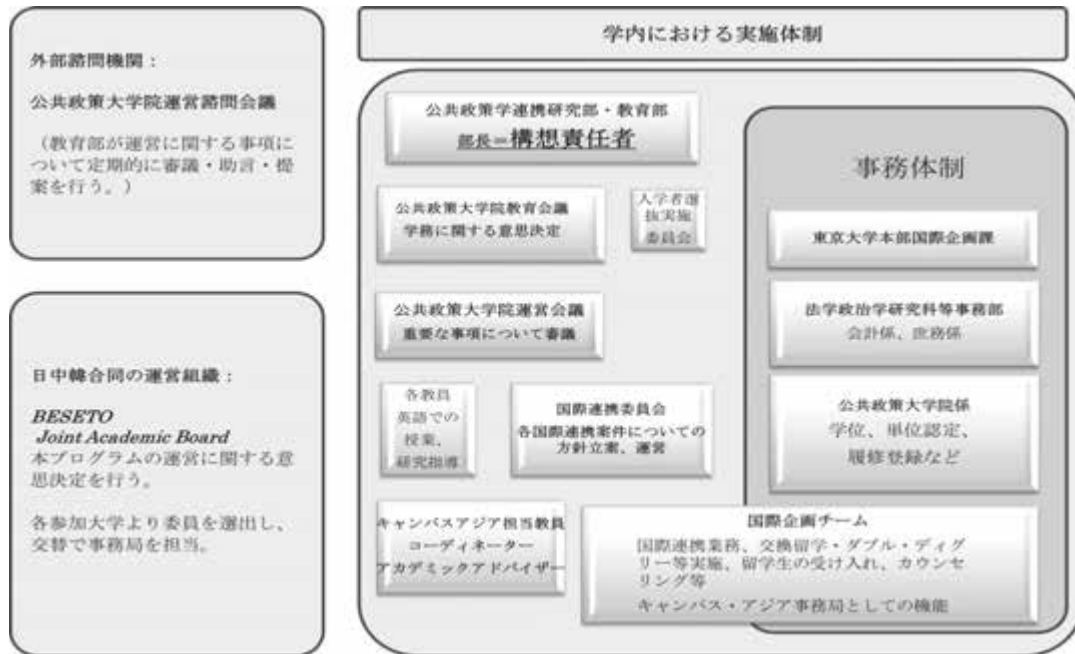 外部諮問機関：
公共政策大学院運営諮問会議
（教育部が運営に関する事項に
ついて定期的に審議・助言・提
案を行う。）
日中韓合同の運営組織：
BESETO
Joint Academic Board
本プログラムの運営に関する意
思決定を行う。
各参加大学より委員を選出し、
交替で事務局を担当。
学内における実施体制
公共政策学連携研究部・教育部
部長＝構想責任者
公共政策大学院教育会議
学務に関する意思決定
入学者選
抜実施
委員会
公共政策大学院運営会議
重要な事項について審議
各教員
英語での
授業、
研究指導
国際連携委員会
各国際連携案件についての
方針立案、運営
キャンパスアジア担当教員
コーディネーター
アカデミックアドバイザー
事務体制
東京大学本部国際企画課
法学政治学研究科等事務部
会計係、庶務係
公共政策大学院係
学位、単位認定、
履修登録など
国際企画チーム
国際連携業務、交換留学・ダブル・ディグ
リー等実施、留学生の受け入れ、カウンセ
リング等
キャンパス・アジア事務局としての機能